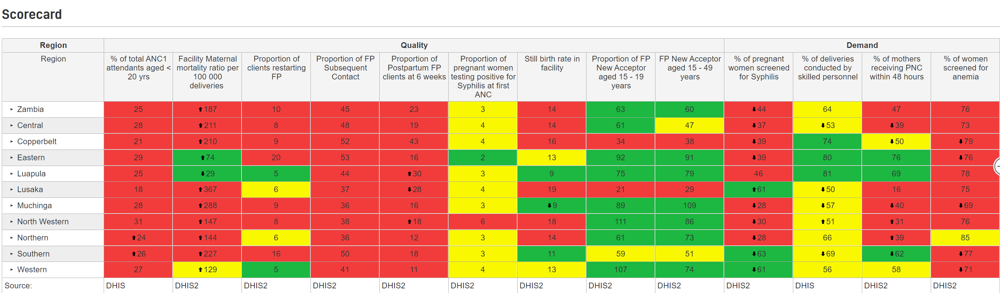 Scorecard
Region Quality Demand
Region % of total ANC1 attendants aged < 20 yrs Facility Maternal mortality ratio per 100 000 deliveries Proportion of clients restarting FP Proportion of FP Subsequent Contact Proportion of Postpartum FP clients at 6 weeks Proportion of pregnant women testing positive for Syphilis at first ANC Still birth rate in facility Proportion of FP New Acceptor aged 15 - 19 years FP New Acceptor aged 15 - 49 years % of pregnant women screened for Syphilis % of deliveries conducted by skilled personnel % of mothers receiving PNC within 48 hours % of women screened for anemia
Zambia 25 187 10 45 23 3 14 63 60 44 64 47 76
Central 28 211 8 48 19 4 14 61 47 37 53 39 73
Copperbelt 21 210 9 52 43 4 16 34 38 39 74 50 79
Eastern 29 74 20 53 16 2 13 92 91 39 80 76 76
Luapula 25 29 5 44 30 3 9 75 79 46 81 69 78
Lusaka 18 367 6 37 28 4 19 21 29 61 50 16 75
Muchinga 28 288 9 36 16 3 9 89 109 28 57 40 69
North Western 31 147 8 38 18 6 18 111 86 30 51 31 76
Northern 24 144 6 36 12 3 14 61 73 28 66 39 85
Southern 26 227 16 50 18 3 11 59 51 63 69 62 77
Western 27 129 5 41 11 4 13 107 74 61 56 58 71
Source: DHIS DHIS2 DHIS2 DHIS2 DHIS2 DHIS2 DHIS2 DHIS2 DHIS2 DHIS2 DHIS DHIS2 DHIS2